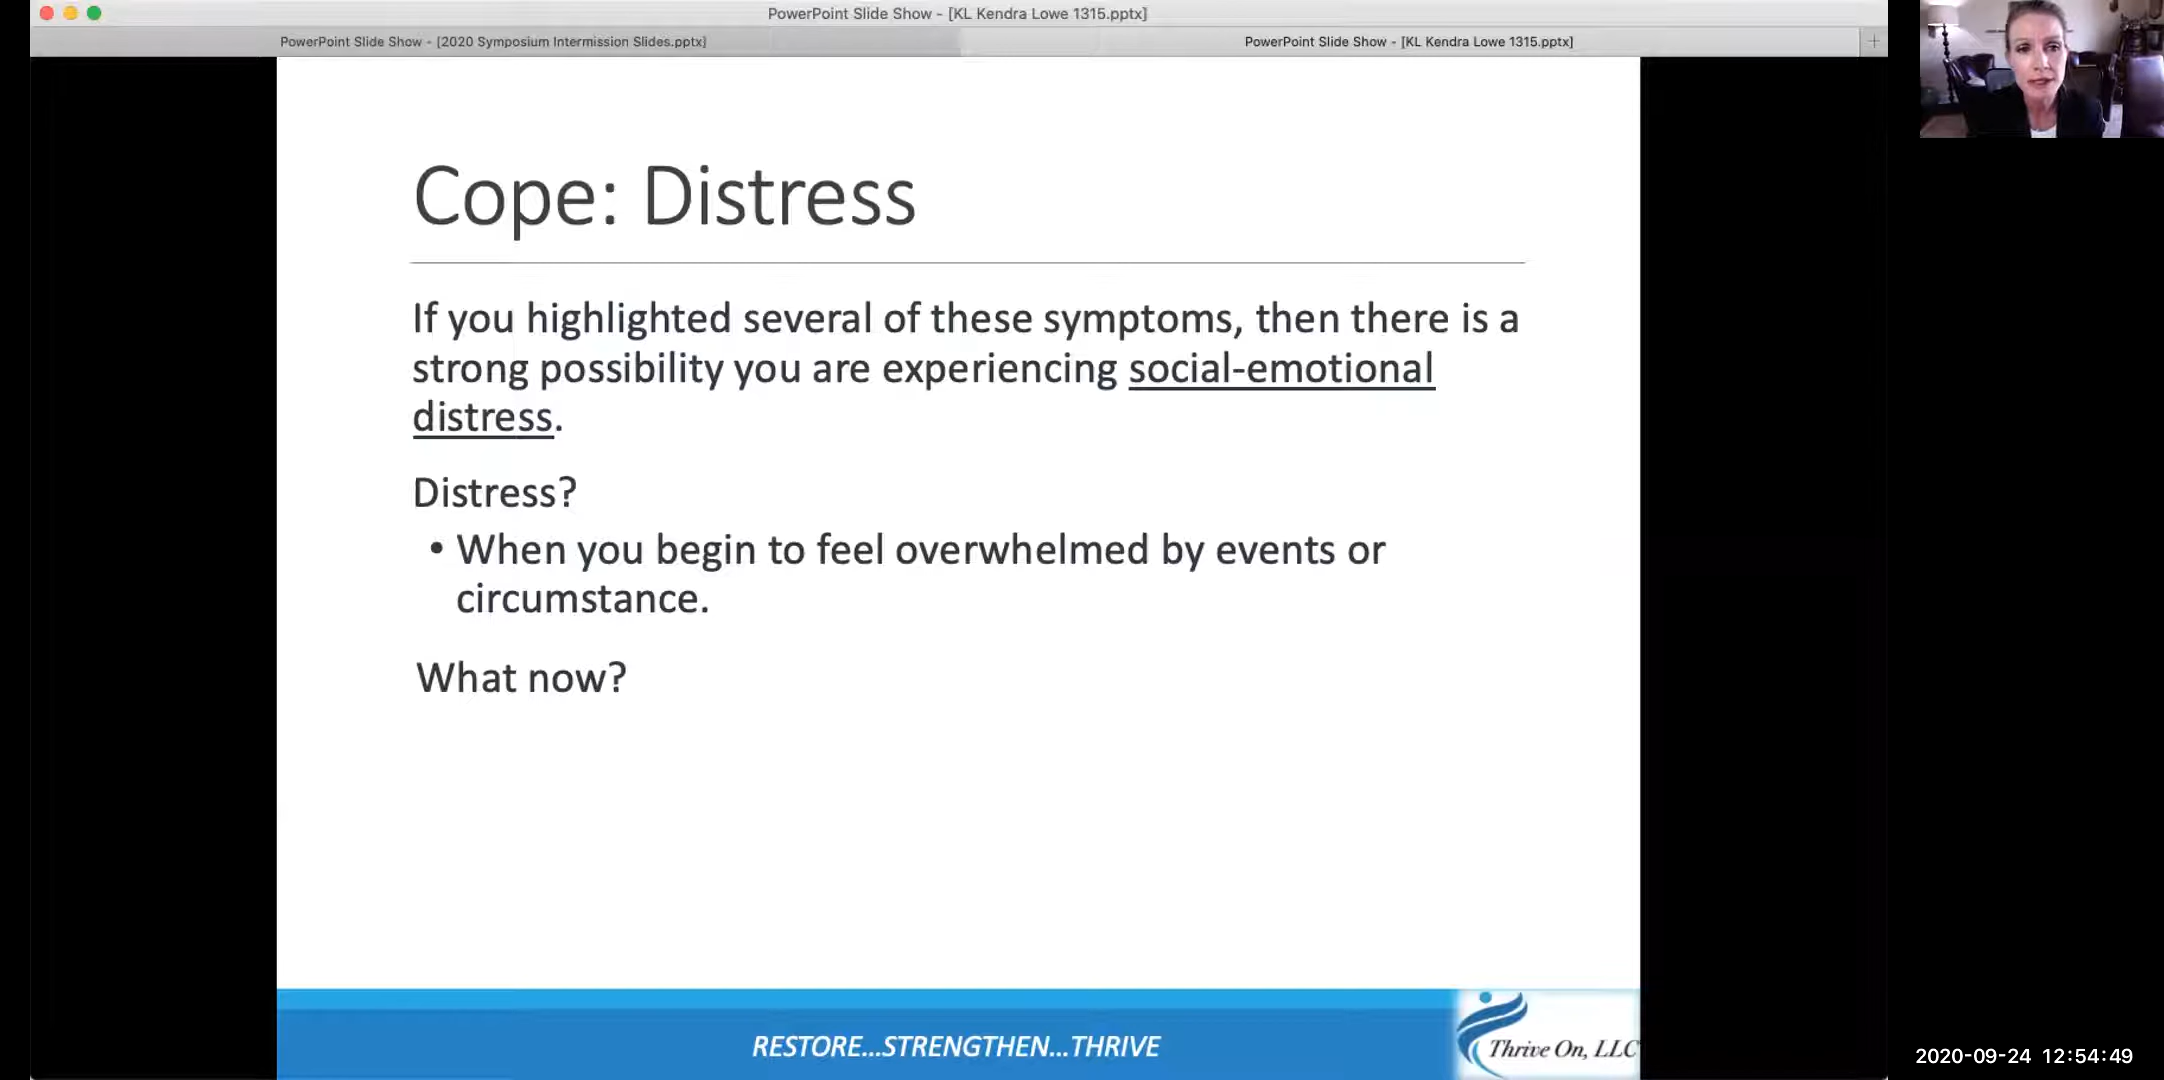 PowerPoint Slide Show - [KL Kendra Lowe 1315.pptx]
PowerPoint Slide Show - [2020 Symposium Intermission Slides.pptx]
PowerPoint Slide Show - [KL Kendra Lowe 1315.pptx]
Cope: Distress
If you highlighted several of these symptoms, then there is a
strong possibility you are experiencing social-emotional
distress.
Distress?
• When you begin to feel overwhelmed by events or
circumstance.
What now?
RESTORE...STRENGTHEN...THRIVE
Thrive On, LLC
2020-09-24 12:54:49